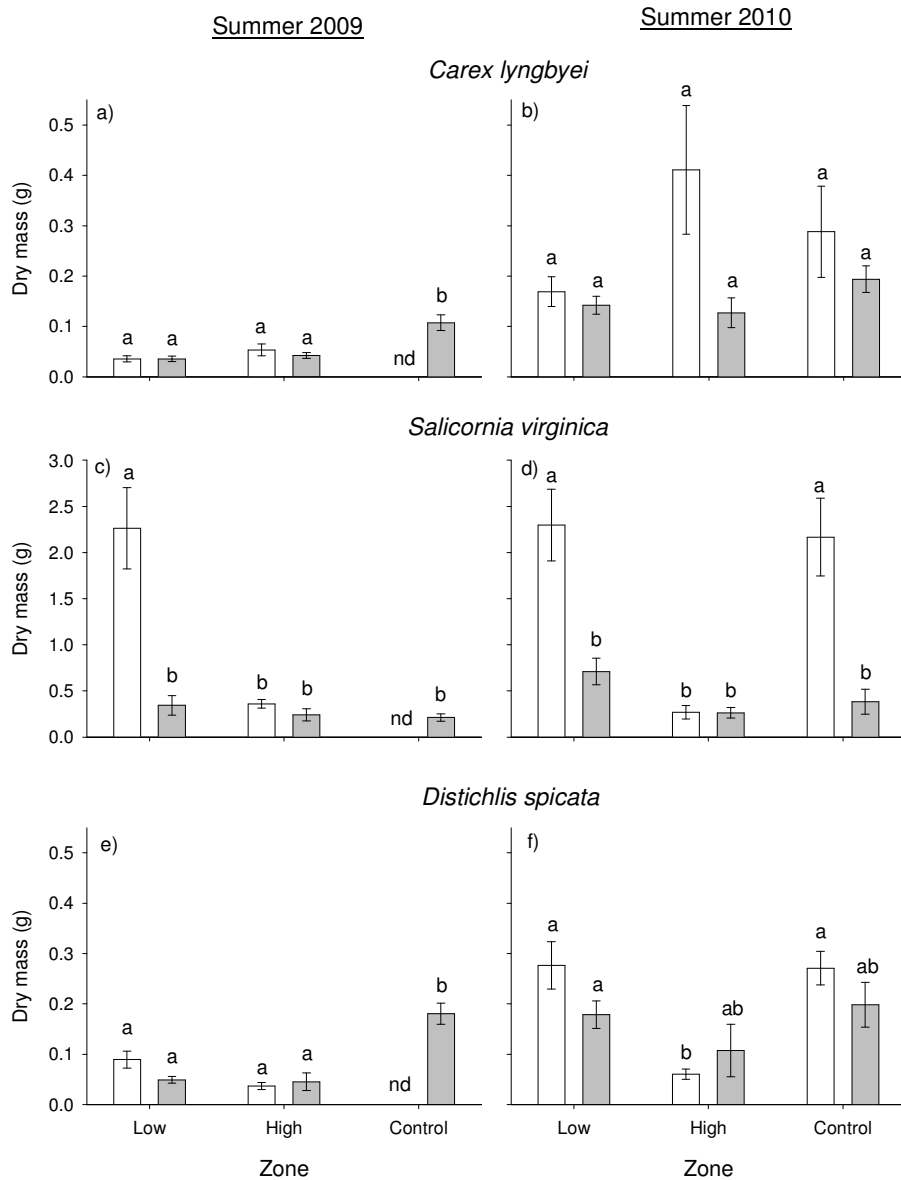 Summer 2009
Summer 2010
Carex lyngbyei
a)
b)
Dry mass (g)
0.5
0.4
0.3
0.2
0.1
0.0
a
a
a
a
nd
b
a
a
a
a
a
a
Salicornia virginica
c)
d)
Dry mass (g)
3.0
2.5
2.0
1.5
1.0
0.5
0.0
a
b
b
b
nd
b
a
b
b
b
a
b
Distichlis spicata
e)
f)
Dry mass (g)
0.5
0.4
0.3
0.2
0.1
0.0
a
a
a
a
nd
b
a
a
b
ab
a
ab
Low
High
Control
Low
High
Control
Zone
Zone